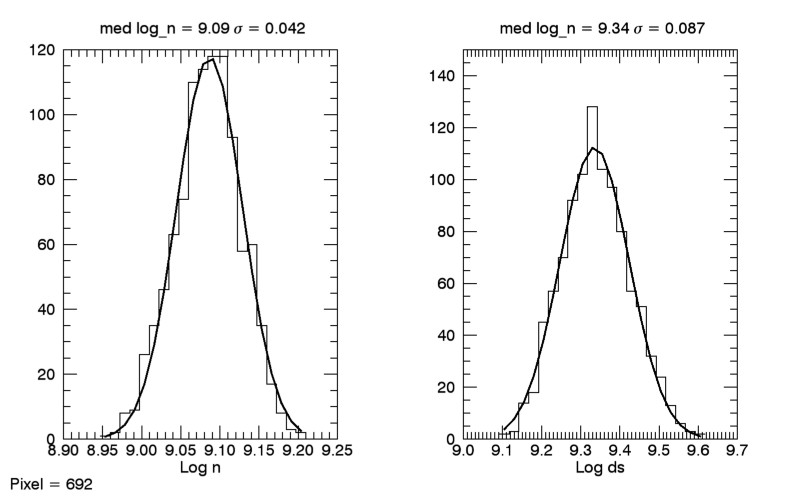 med log_n = 9.09 σ = 0.042
120
100
80
60
40
20
0
8.90 8.95 9.00 9.05 9.10 9.15 9.20 9.25
Log n
med log_n = 9.34 σ = 0.087
140
120
100
80
60
40
20
0
9.0 9.1 9.2 9.3 9.4 9.5 9.6 9.7
Log ds
Pixel = 692